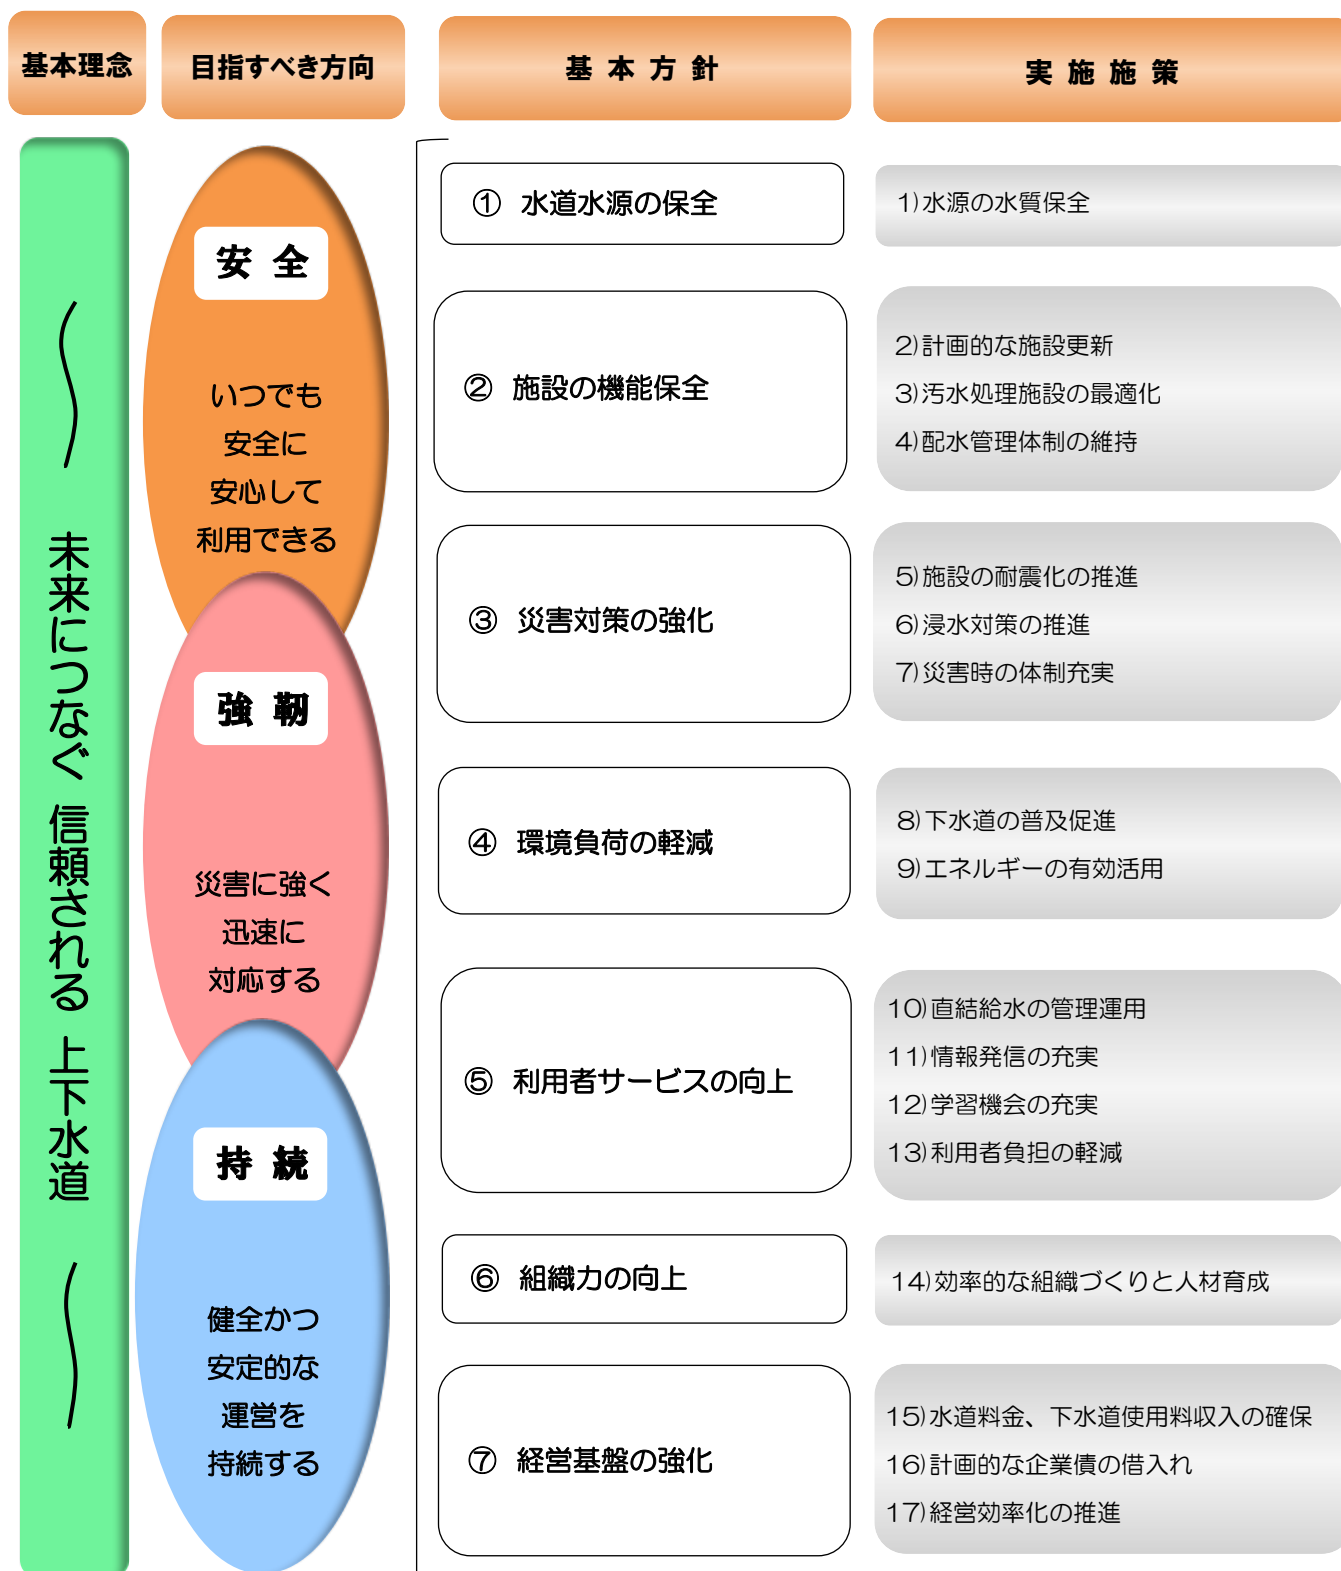 基本理念
目指すべき方向
基本方針
実施施策
未来につなぐ 信頼される 上下水道
安全
いつでも
安全に
安心して
利用できる
強靭
災害に強く
迅速に
対応する
持続
健全かつ
安定的な
運営を
持続する
① 水道水源の保全
1)水源の水質保全
② 施設の機能保全
2)計画的な施設更新
3)汚水処理施設の最適化
4)配水管理体制の維持
③ 災害対策の強化
5)施設の耐震化の推進
6)浸水対策の推進
7)災害時の体制充実
④ 環境負荷の軽減
8)下水道の普及促進
9)エネルギーの有効活用
⑤ 利用者サービスの向上
10)直結給水の管理運用
11)情報発信の充実
12)学習機会の充実
13)利用者負担の軽減
⑥ 組織力の向上
14)効率的な組織づくりと人材育成
⑦ 経営基盤の強化
15)水道料金、下水道使用料収入の確保
16)計画的な企業債の借入れ
17)経営効率化の推進